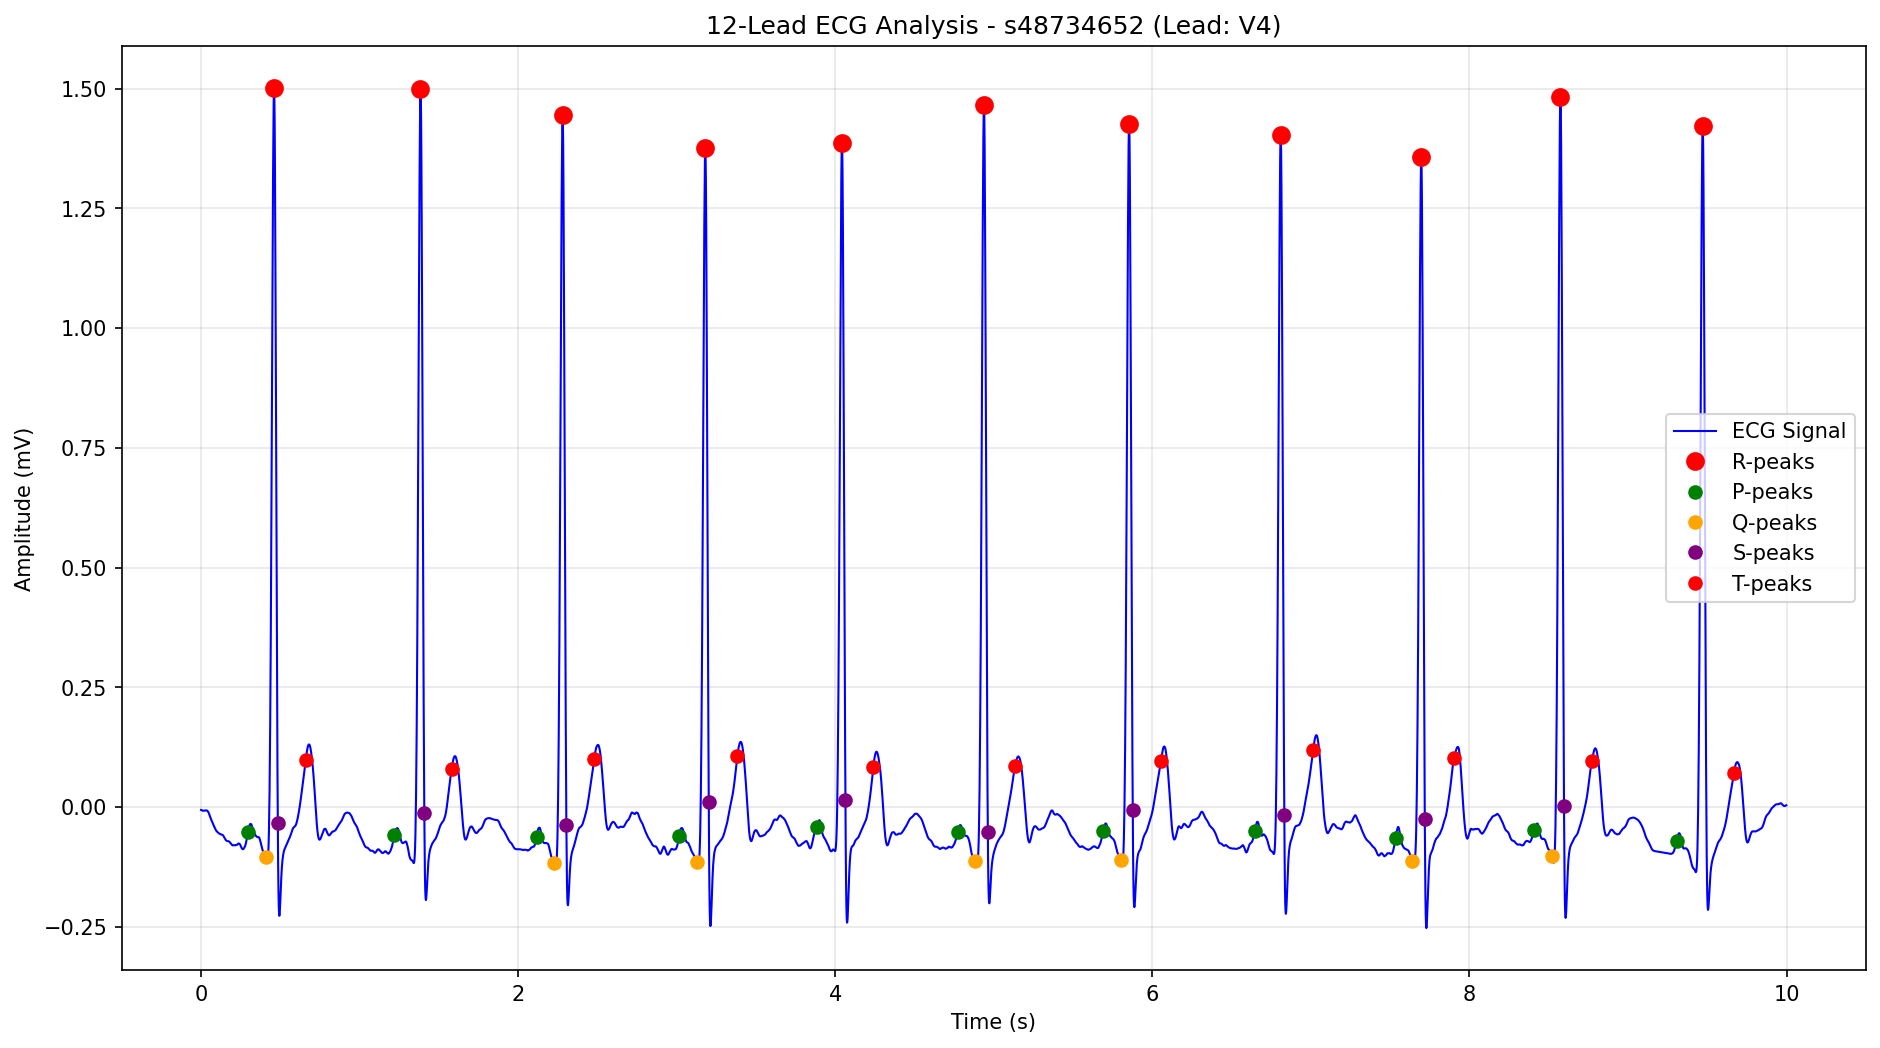 12-Lead ECG Analysis - s48734652 (Lead: V4)
1.50
1.25
1.00
0.75
0.50
0.25
0.00
−0.25
Amplitude (mV)
ECG Signal
R-peaks
P-peaks
Q-peaks
S-peaks
T-peaks
0 2 4 6 8 10
Time (s)